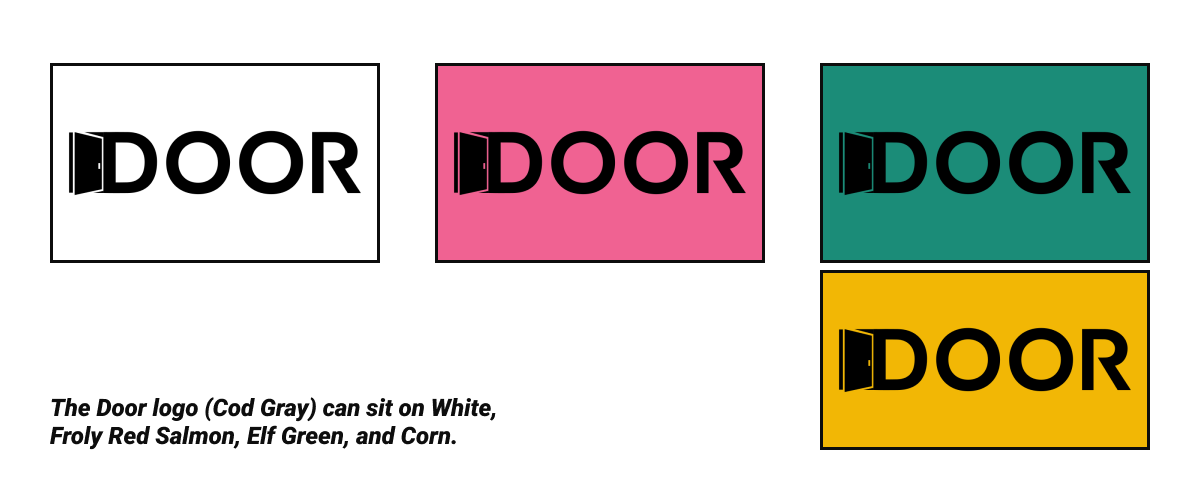 DOOR
DOOR
DOOR
DOOR
The Door logo (Cod Gray) can sit on White,
Froly Red Salmon, Elf Green, and Corn.